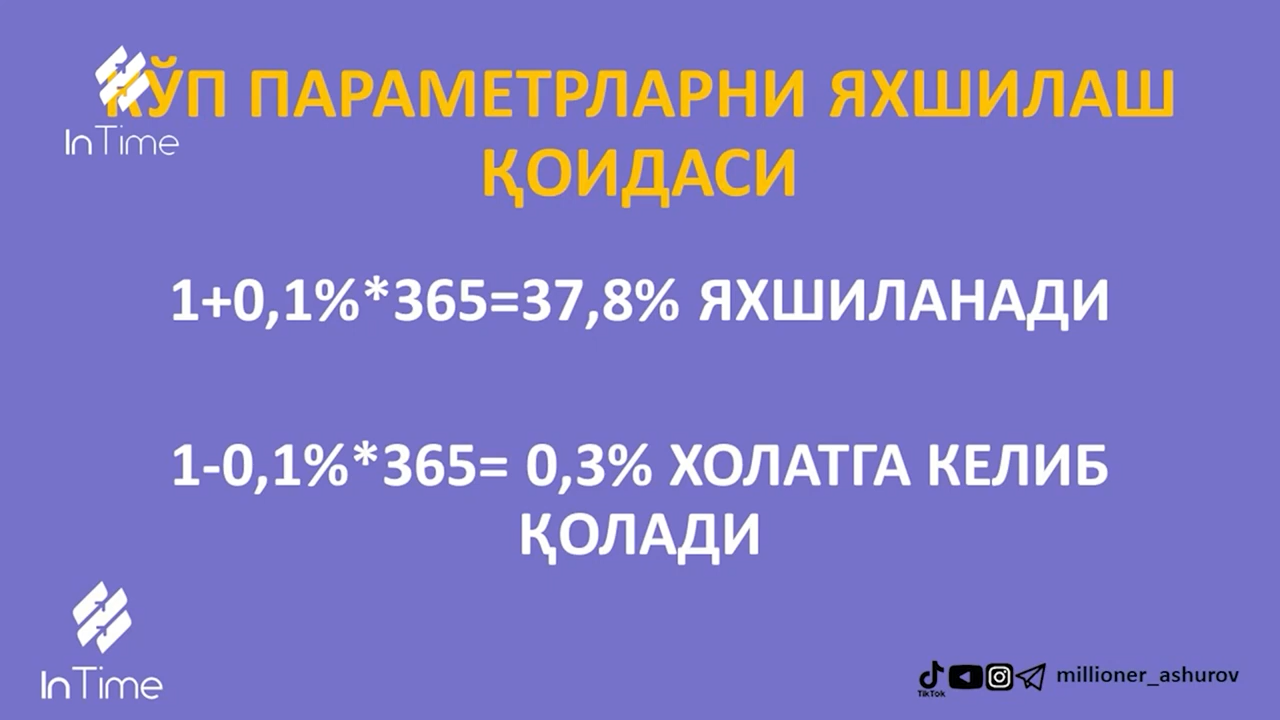 КЎП ПАРАМЕТРЛАРНИ ЯХШИЛАШ
ҚОИДАСИ
InTime
1+0,1%*365=37,8% ЯХШИЛАНАДИ
1-0,1%*365= 0,3% ХОЛАТГА КЕЛИБ
ҚОЛАДИ
InTime
TikTok
millioner_ashurov